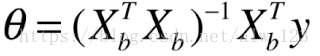 θ = (X_b^T X_b)^{-1} X_b^T y